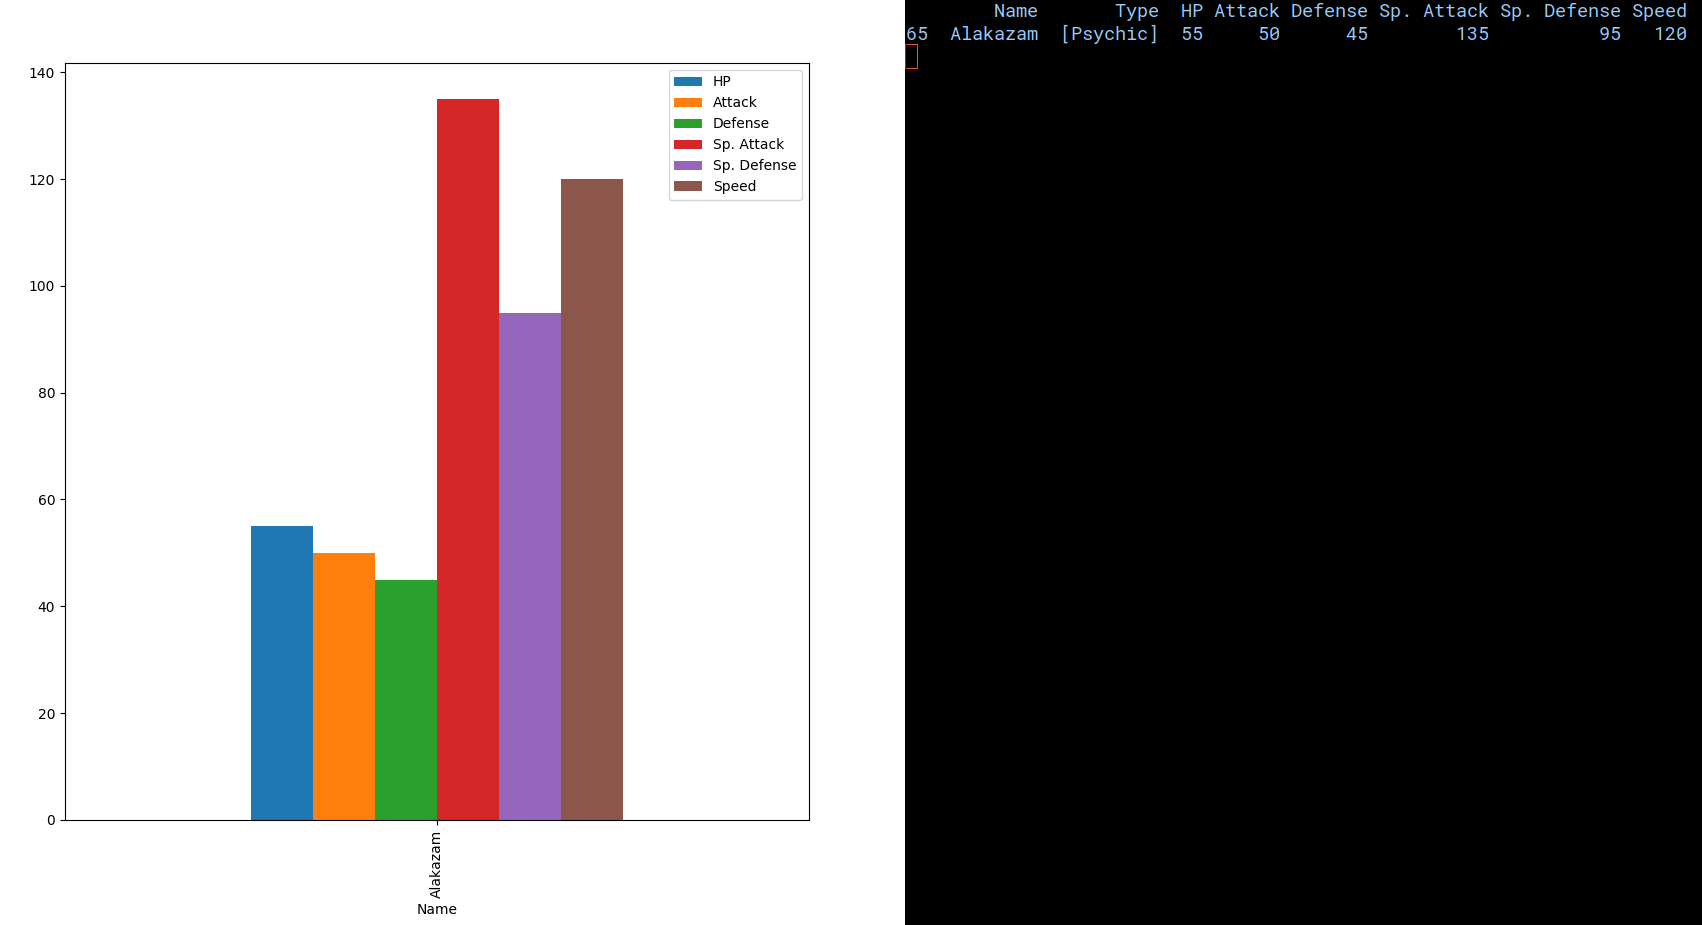 140
120
100
80
60
40
20
0
HP
Attack
Defense
Sp. Attack
Sp. Defense
Speed
Alakazam
Name
Name Type HP Attack Defense Sp. Attack Sp. Defense Speed
65 Alakazam [Psychic] 55 50 45 135 95 120